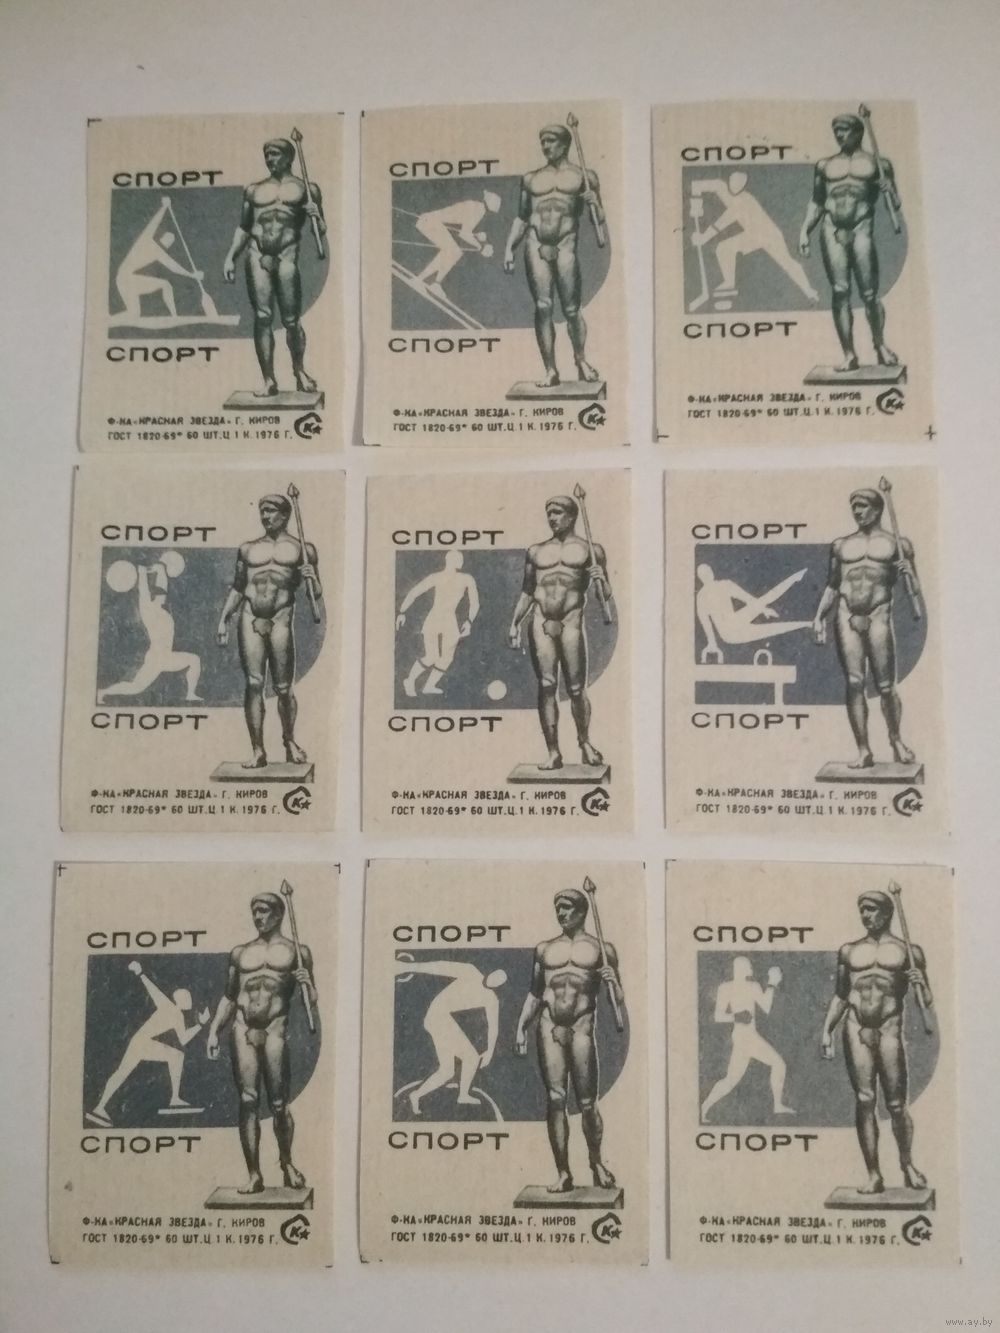 СПОРТ
СПОРТ
Ф-КА «КРАСНАЯ ЗВЕЗДА» Г. КИРОВ
ГОСТ 1820-69* 60 ШТ. Ц. 1 К. 1976 Г.
К
СПОРТ
СПОРТ
Ф-КА «КРАСНАЯ ЗВЕЗДА» Г. КИРОВ
ГОСТ 1820-69* 60 ШТ. Ц. 1 К. 1976 Г.
К
СПОРТ
СПОРТ
Ф-КА «КРАСНАЯ ЗВЕЗДА» Г. КИРОВ
ГОСТ 1820-69* 60 ШТ. Ц. 1 К. 1976 Г.
К
СПОРТ
СПОРТ
Ф-КА «КРАСНАЯ ЗВЕЗДА» Г. КИРОВ
ГОСТ 1820-69* 60 ШТ. Ц. 1 К. 1976 Г.
К
СПОРТ
СПОРТ
Ф-КА «КРАСНАЯ ЗВЕЗДА» Г. КИРОВ
ГОСТ 1820-69* 60 ШТ. Ц. 1 К. 1976 Г.
К
СПОРТ
СПОРТ
Ф-КА «КРАСНАЯ ЗВЕЗДА» Г. КИРОВ
ГОСТ 1820-69* 60 ШТ. Ц. 1 К. 1976 Г.
К
СПОРТ
СПОРТ
Ф-КА «КРАСНАЯ ЗВЕЗДА» Г. КИРОВ
ГОСТ 1820-69* 60 ШТ. Ц. 1 К. 1976 Г.
К
СПОРТ
СПОРТ
Ф-КА «КРАСНАЯ ЗВЕЗДА» Г. КИРОВ
ГОСТ 1820-69* 60 ШТ. Ц. 1 К. 1976 Г.
К
СПОРТ
СПОРТ
Ф-КА «КРАСНАЯ ЗВЕЗДА» Г. КИРОВ
ГОСТ 1820-69* 60 ШТ. Ц. 1 К. 1976 Г.
К
www.ay.by